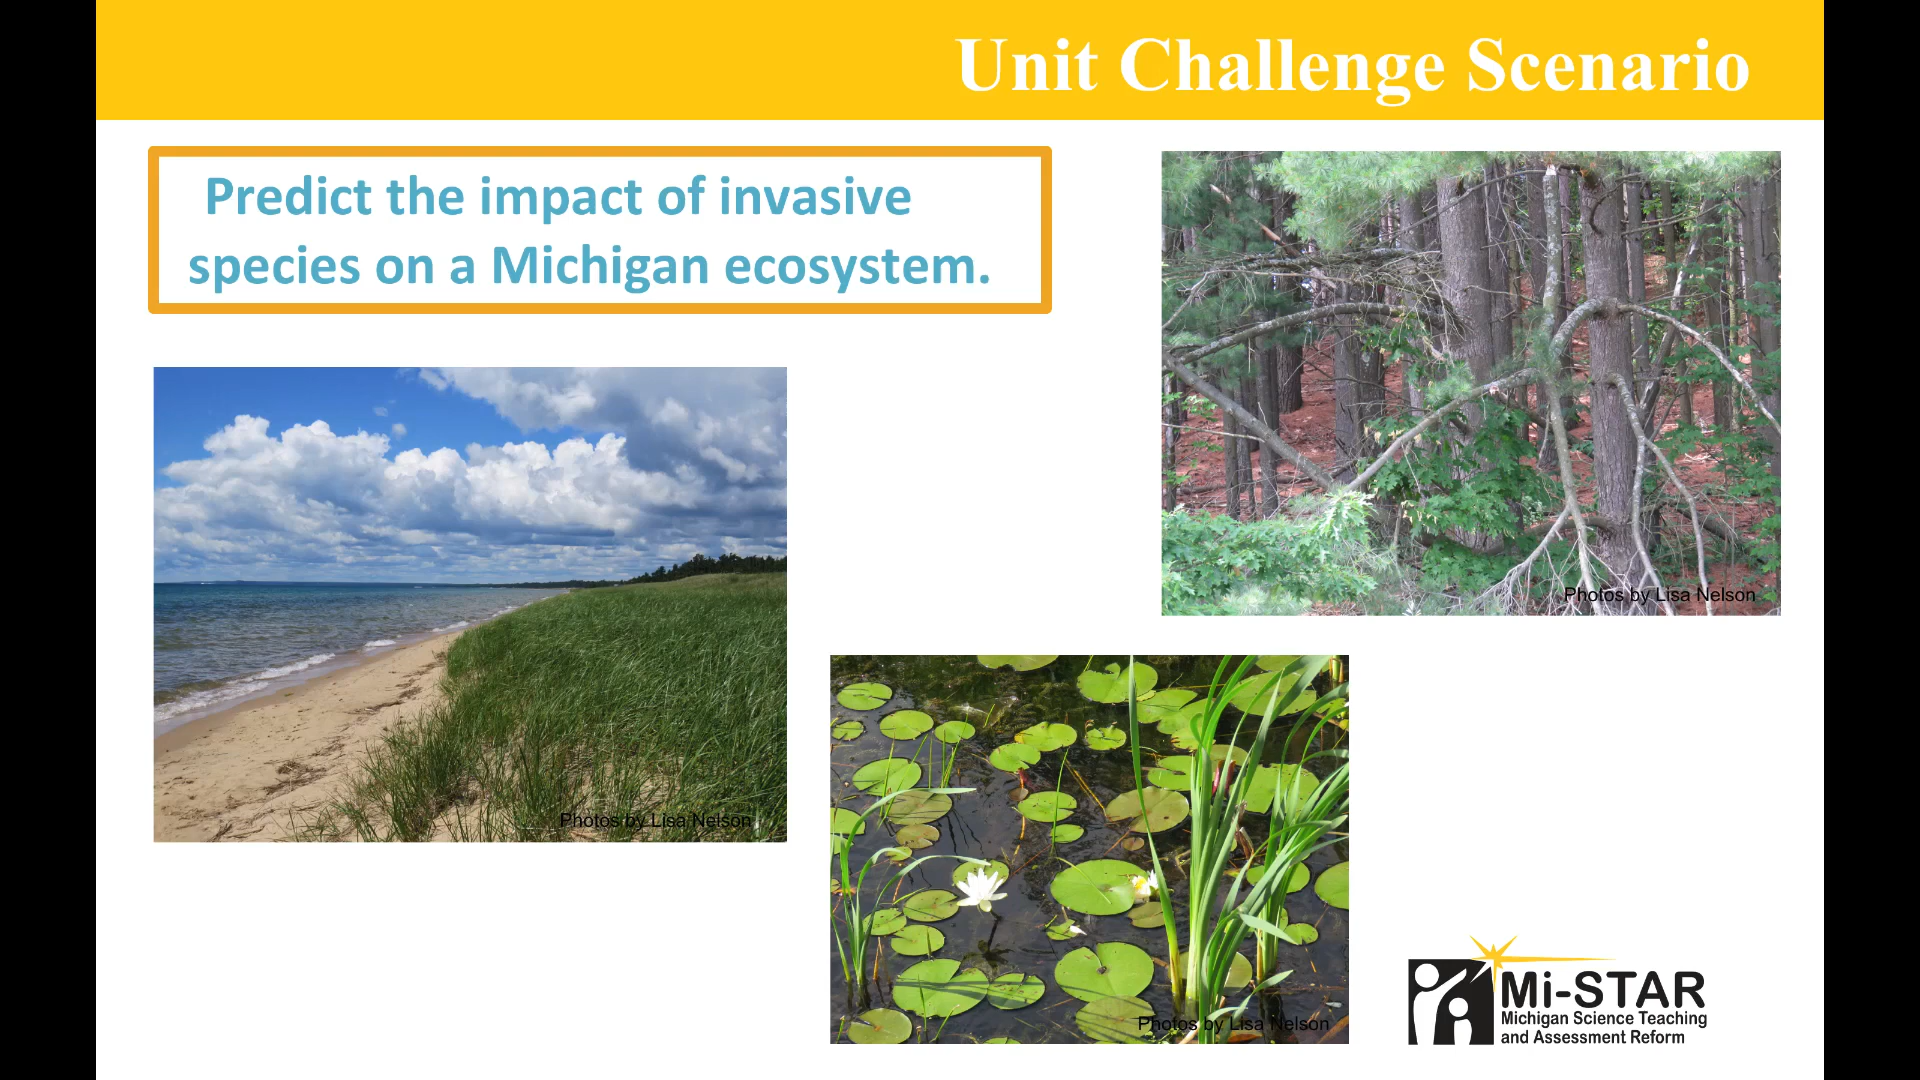 Unit Challenge Scenario
Predict the impact of invasive
species on a Michigan ecosystem.
Photos by Lisa Nelson
Photos by Lisa Nelson
Photos by Lisa Nelson
Mi-STAR
Michigan Science Teaching
and Assessment Reform